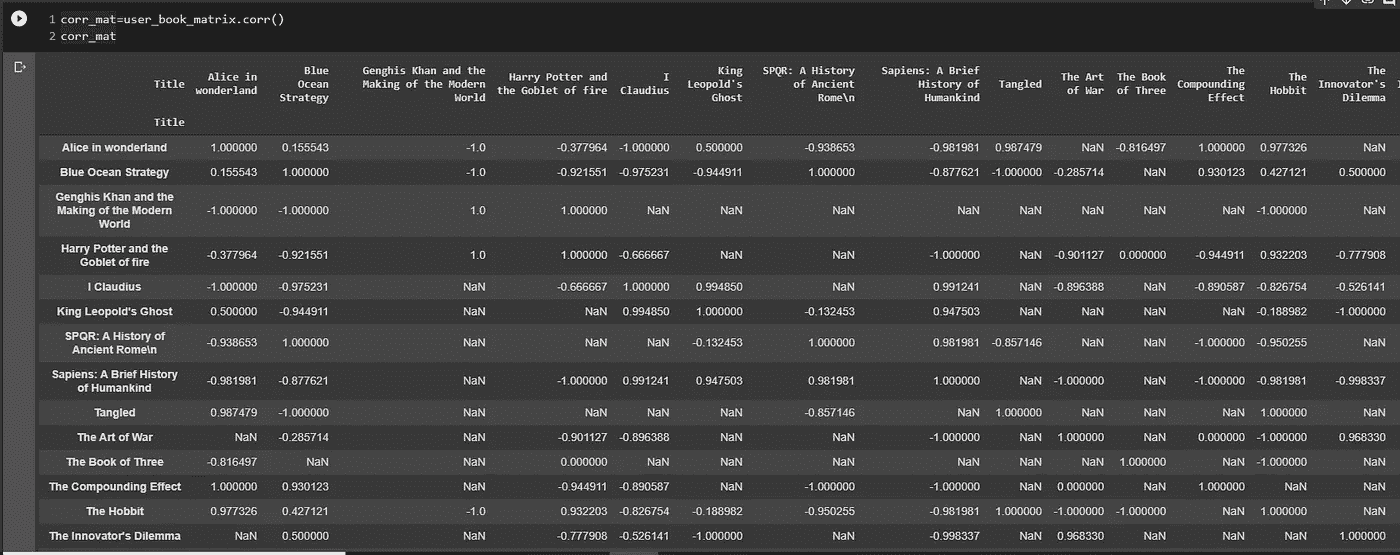 1 corr_mat=user_book_matrix.corr()
2 corr_mat
Title Alice in wonderland Blue Ocean Strategy Genghis Khan and the Making of the Modern World Harry Potter and the Goblet of fire I Claudius King Leopold's Ghost SPQR: A History of Ancient Rome\n Sapiens: A Brief History of Humankind Tangled The Art of War The Book of Three The Compounding Effect The Hobbit The Innovator's Dilemma
Title
Alice in wonderland 1.000000 0.155543 -1.0 -0.377964 -1.000000 0.500000 -0.938653 -0.981981 0.987479 NaN -0.816497 1.000000 0.977326 NaN
Blue Ocean Strategy 0.155543 1.000000 -1.0 -0.921551 -0.975231 -0.944911 1.000000 -0.877621 -1.000000 -0.285714 NaN 0.930123 0.427121 0.500000
Genghis Khan and the Making of the Modern World -1.000000 -1.000000 1.0 1.000000 NaN NaN NaN NaN NaN NaN NaN NaN -1.000000 NaN
Harry Potter and the Goblet of fire -0.377964 -0.921551 1.0 1.000000 -0.666667 NaN NaN -1.000000 NaN -0.901127 0.000000 -0.944911 0.932203 -0.777908
I Claudius -1.000000 -0.975231 NaN -0.666667 1.000000 0.994850 NaN 0.991241 NaN -0.896388 NaN -0.890587 -0.826754 -0.526141
King Leopold's Ghost 0.500000 -0.944911 NaN NaN 0.994850 1.000000 -0.132453 0.947503 NaN NaN NaN NaN -0.188982 -1.000000
SPQR: A History of Ancient Rome\n -0.938653 1.000000 NaN NaN NaN -0.132453 1.000000 0.981981 -0.857146 NaN NaN -1.000000 -0.950255 NaN
Sapiens: A Brief History of Humankind -0.981981 -0.877621 NaN -1.000000 0.991241 0.947503 0.981981 1.000000 NaN -1.000000 NaN -1.000000 -0.981981 -0.998337
Tangled 0.987479 -1.000000 NaN NaN NaN NaN -0.857146 NaN 1.000000 NaN NaN NaN 1.000000 NaN
The Art of War NaN -0.285714 NaN -0.901127 -0.896388 NaN NaN -1.000000 NaN 1.000000 NaN 0.000000 -1.000000 0.968330
The Book of Three -0.816497 NaN NaN 0.000000 NaN NaN NaN NaN NaN NaN 1.000000 NaN -1.000000 NaN
The Compounding Effect 1.000000 0.930123 NaN -0.944911 -0.890587 NaN -1.000000 -1.000000 NaN 0.000000 NaN 1.000000 NaN NaN
The Hobbit 0.977326 0.427121 -1.0 0.932203 -0.826754 -0.188982 -0.950255 -0.981981 1.000000 -1.000000 -1.000000 NaN 1.000000 NaN
The Innovator's Dilemma NaN 0.500000 NaN -0.777908 -0.526141 -1.000000 NaN -0.998337 NaN 0.968330 NaN NaN NaN 1.000000